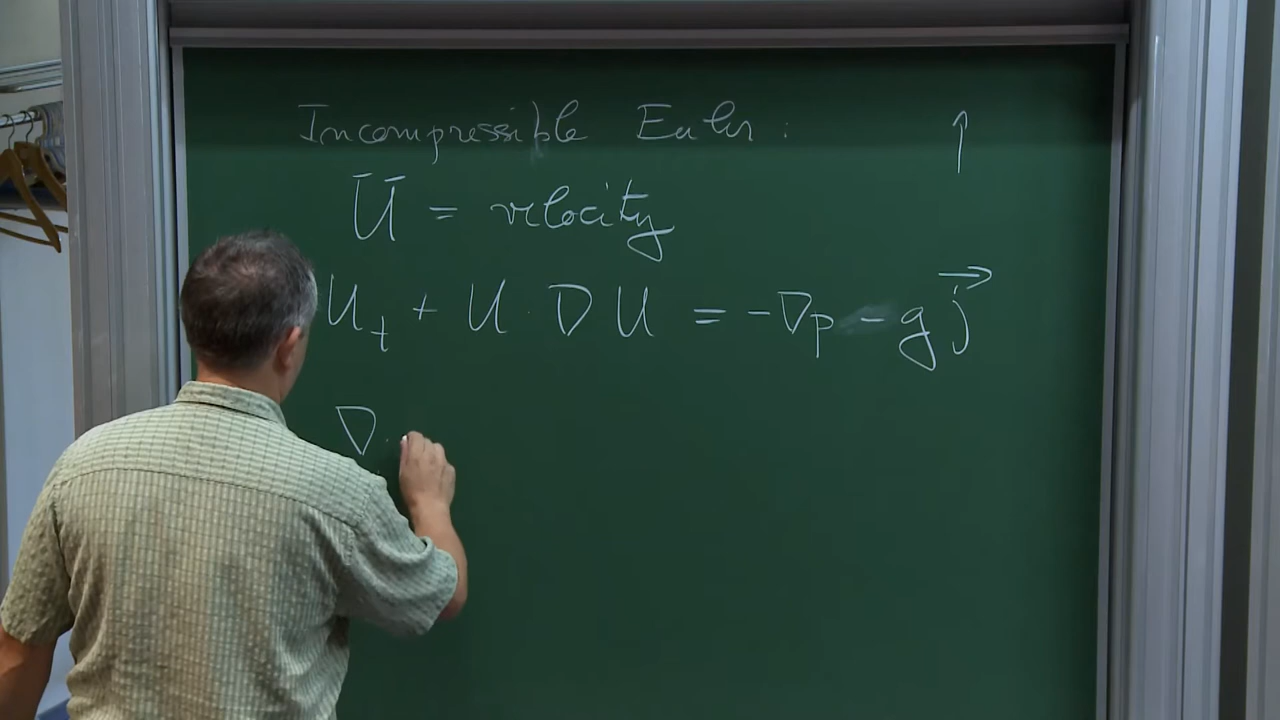 Incompressible Euler :
U = velocity
U_t + U · ∇ U = -∇p - g j⃗
∇ ·